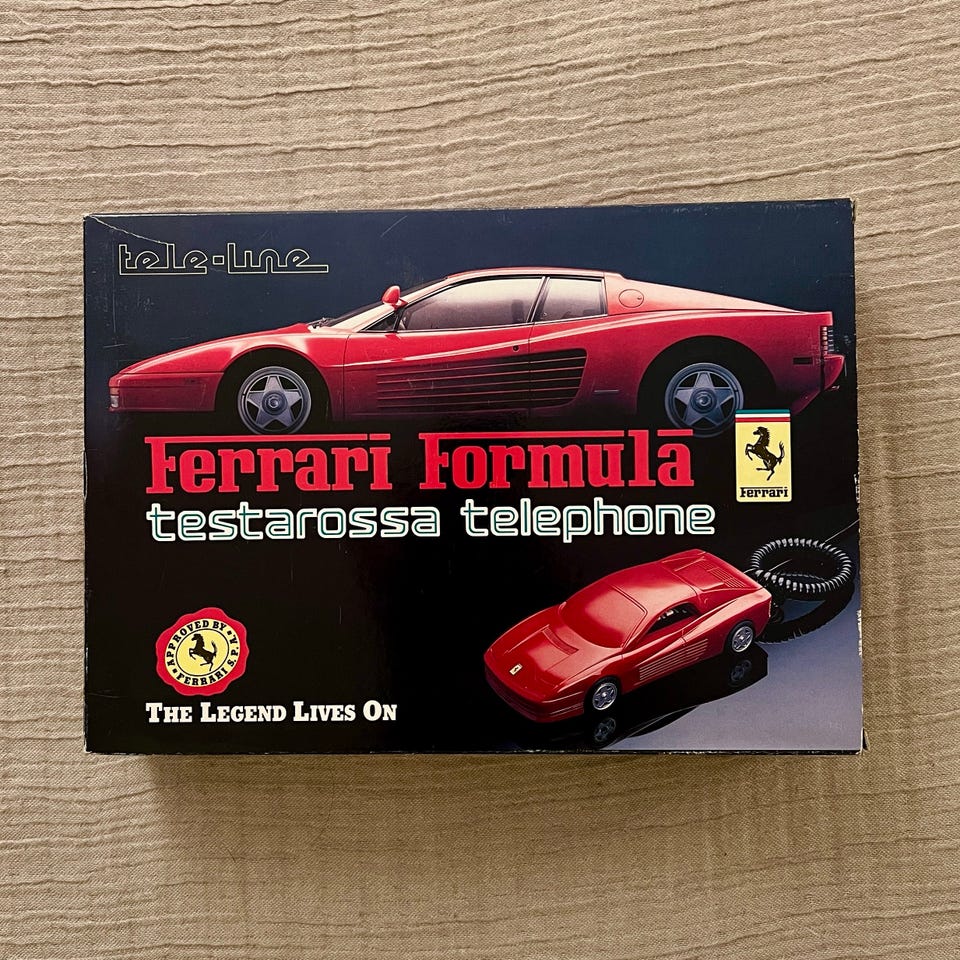 tele-line
Ferrari Formula
testarossa telephone
Ferrari
APPROVED BY
FERRARI S.P.A.
The Legend Lives On